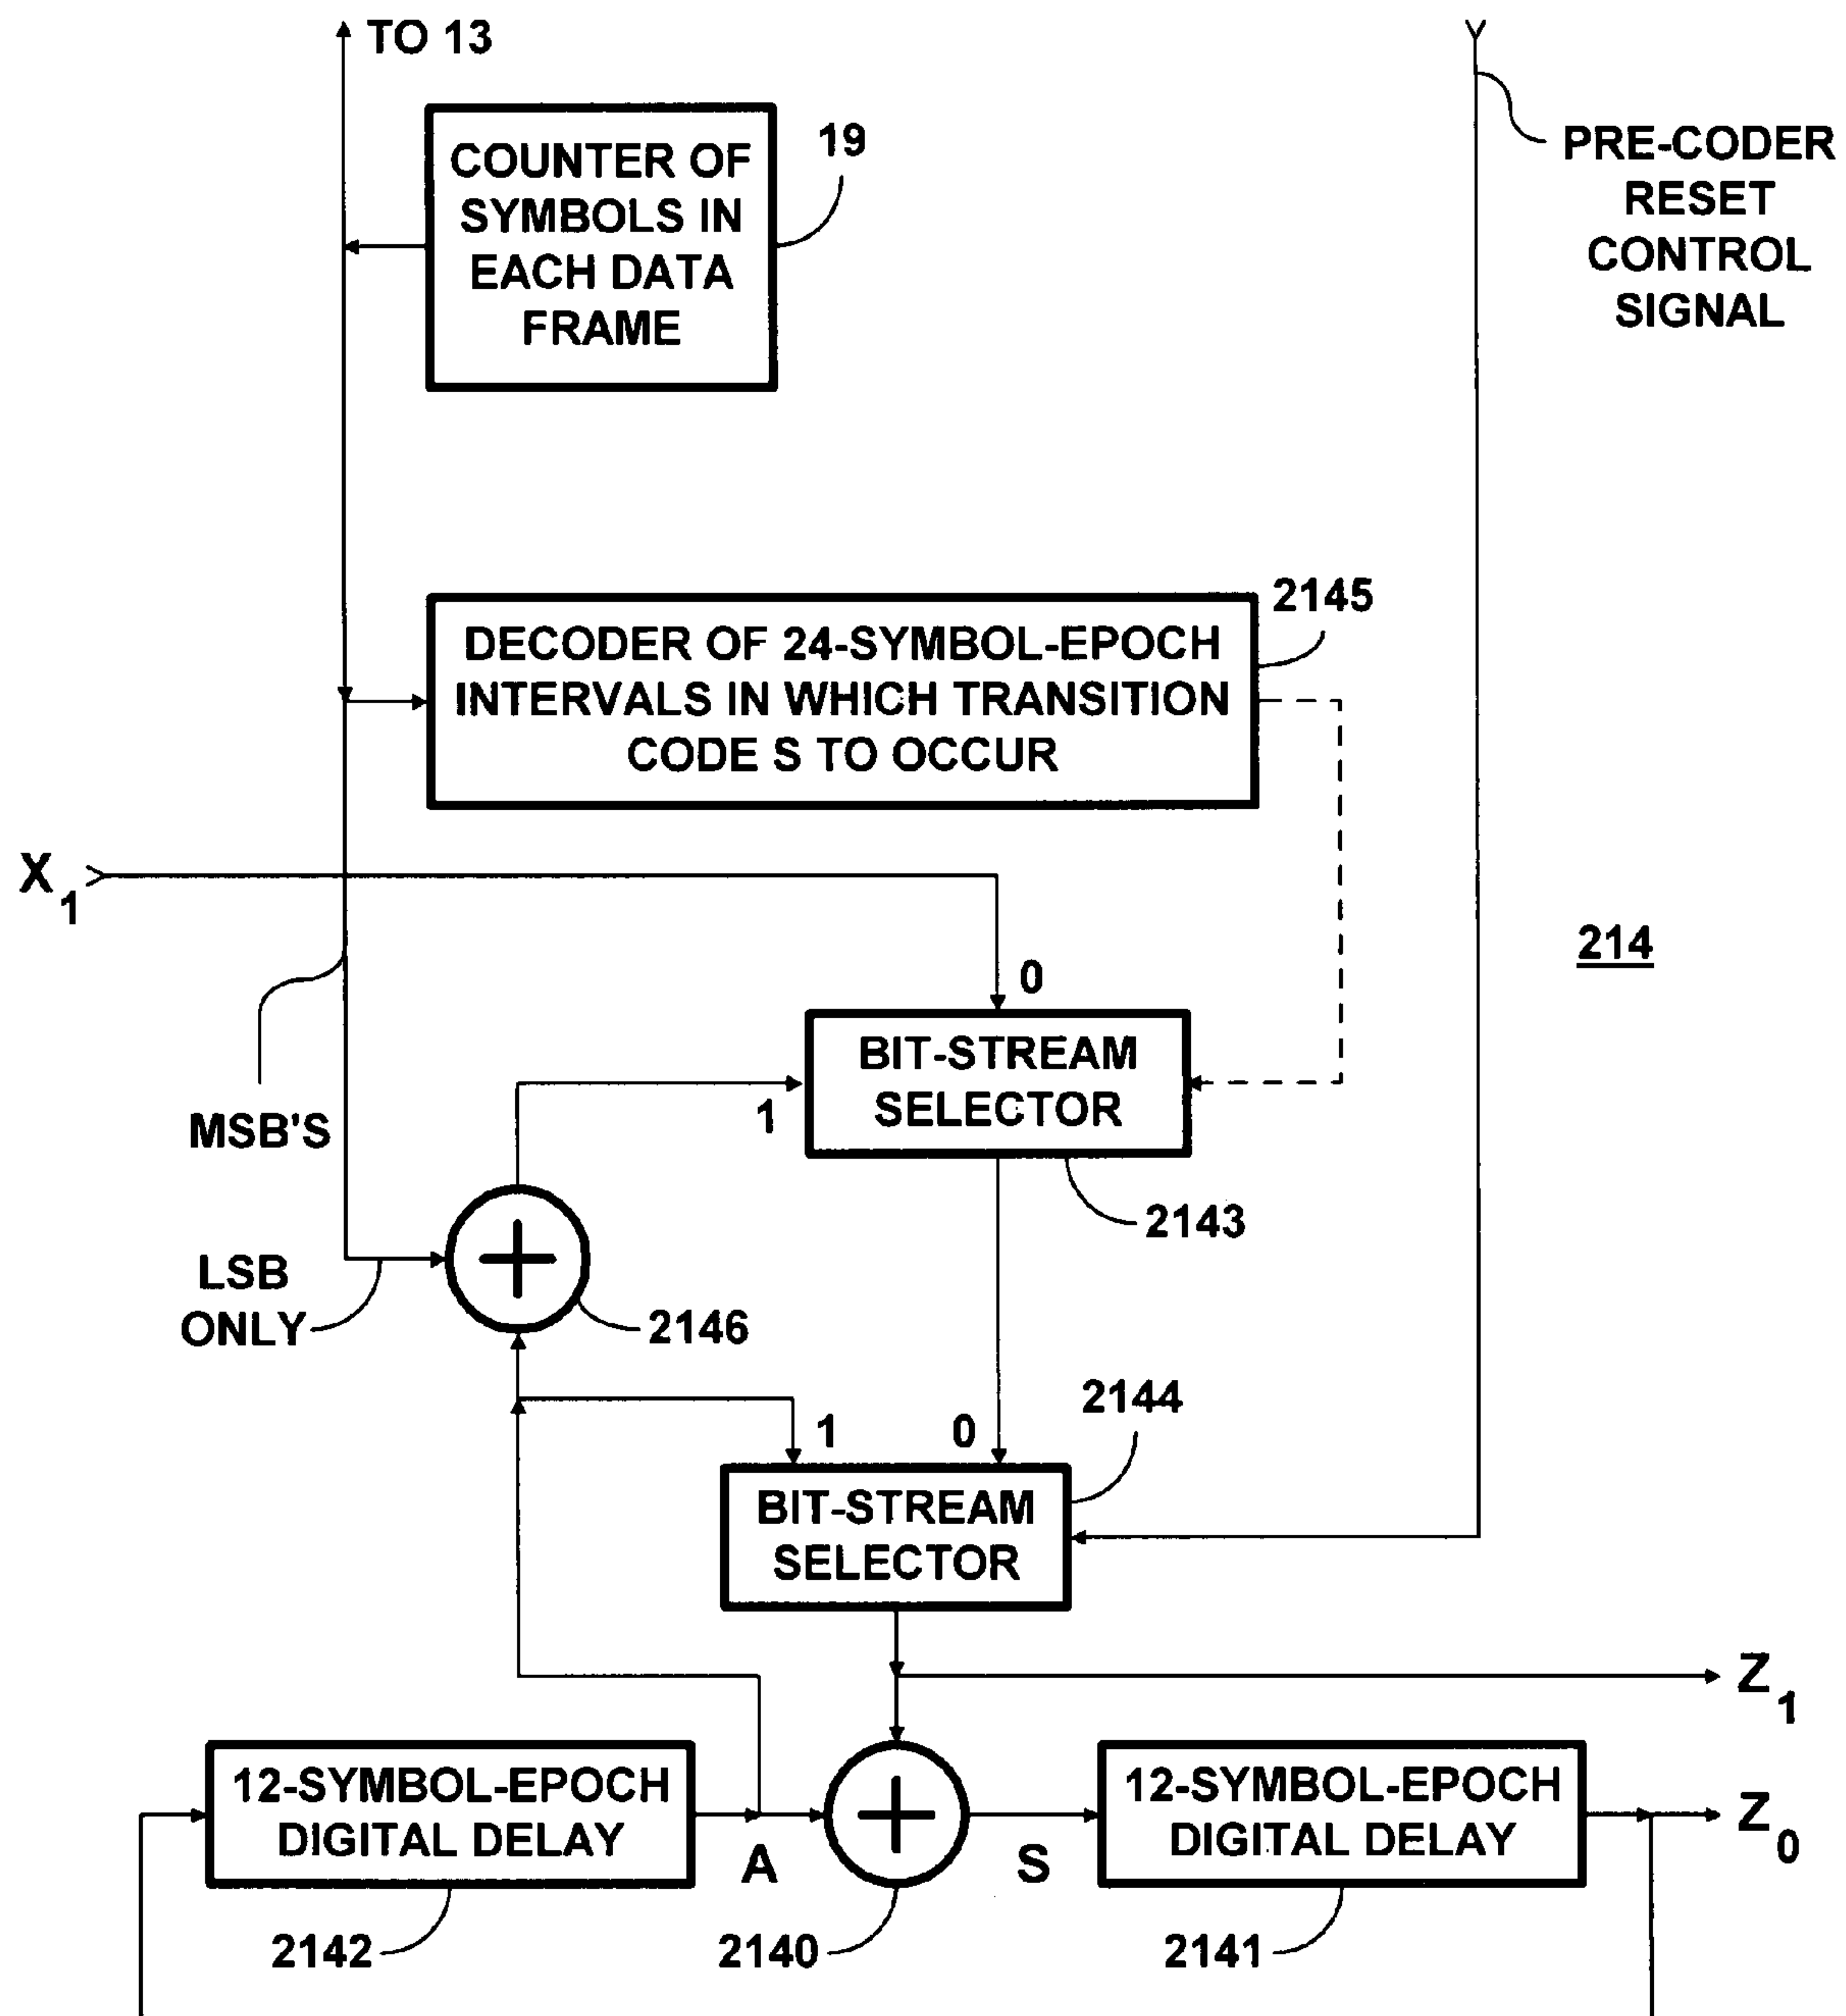 TO 13
COUNTER OF
SYMBOLS IN
EACH DATA
FRAME
19
PRE-CODER
RESET
CONTROL
SIGNAL
2145
DECODER OF 24-SYMBOL-EPOCH
INTERVALS IN WHICH TRANSITION
CODE S TO OCCUR
X1
214
0
BIT-STREAM
SELECTOR
1
MSB'S
2143
LSB
ONLY
2146
2144
1 0
BIT-STREAM
SELECTOR
Z1
12-SYMBOL-EPOCH
DIGITAL DELAY
A
S
12-SYMBOL-EPOCH
DIGITAL DELAY
Z0
2142
2140
2141